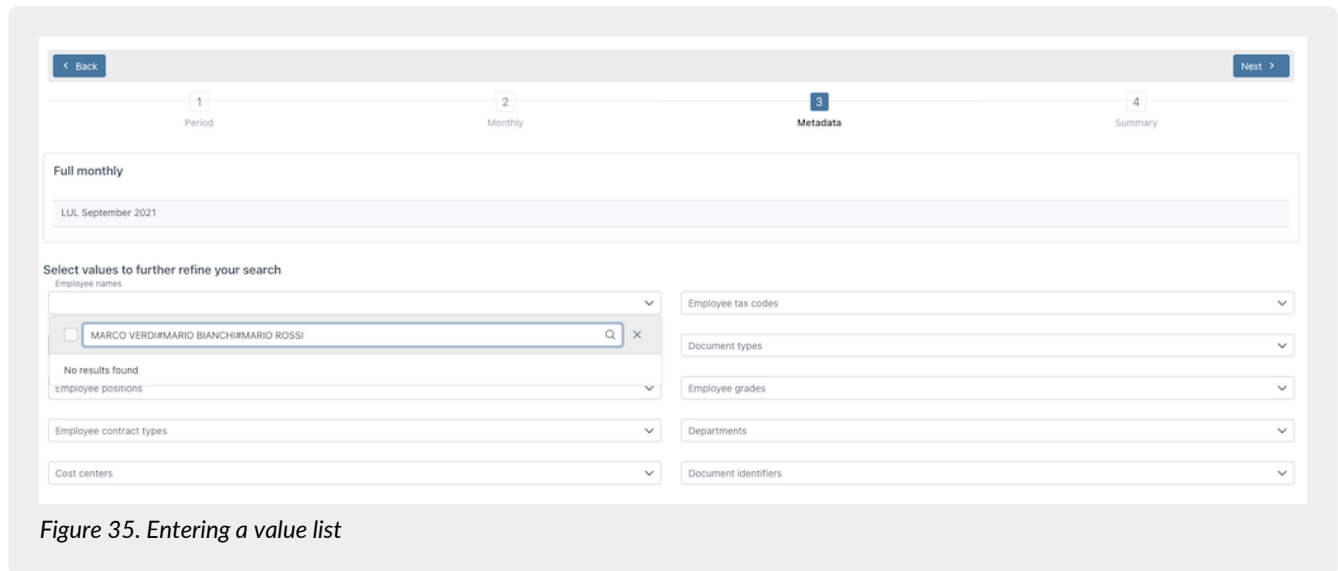 Back
Next
1
2
3
4
Period
Monthly
Metadata
Summary
Full monthly
LUL September 2021
Select values to further refine your search
Employee names
Employee tax codes
MARCO VERDI#MARIO BIANCHI#MARIO ROSSI
Document types
No results found
Employee positions
Employee grades
Employee contract types
Departments
Cost centers
Document identifiers
Figure 35. Entering a value list